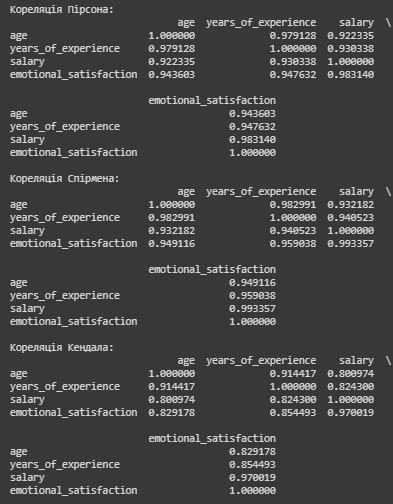 Кореляція Пірсона:
age years_of_experience salary \
age 1.000000 0.979128 0.922335
years_of_experience 0.979128 1.000000 0.930338
salary 0.922335 0.930338 1.000000
emotional_satisfaction 0.943603 0.947632 0.983140
emotional_satisfaction
age 0.943603
years_of_experience 0.947632
salary 0.983140
emotional_satisfaction 1.000000
Кореляція Спірмена:
age years_of_experience salary \
age 1.000000 0.982991 0.932182
years_of_experience 0.982991 1.000000 0.940523
salary 0.932182 0.940523 1.000000
emotional_satisfaction 0.949116 0.959038 0.993357
emotional_satisfaction
age 0.949116
years_of_experience 0.959038
salary 0.993357
emotional_satisfaction 1.000000
Кореляція Кендала:
age years_of_experience salary \
age 1.000000 0.914417 0.800974
years_of_experience 0.914417 1.000000 0.824300
salary 0.800974 0.824300 1.000000
emotional_satisfaction 0.829178 0.854493 0.970019
emotional_satisfaction
age 0.829178
years_of_experience 0.854493
salary 0.970019
emotional_satisfaction 1.000000